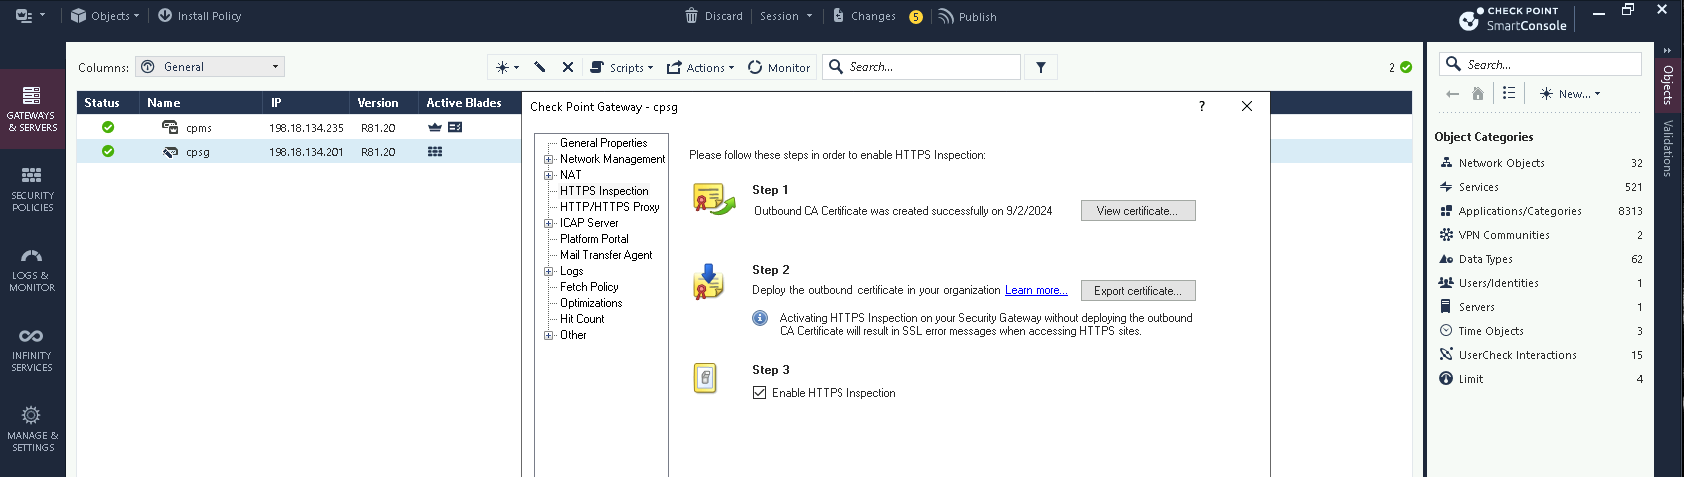 Objects
Install Policy
Discard
Session
Changes
5
Publish
CHECK POINT
SmartConsole
Columns:
General
Scripts
Actions
Monitor
Search...
2
GATEWAYS
& SERVERS
SECURITY
POLICIES
LOGS &
MONITOR
INFINITY
SERVICES
MANAGE &
SETTINGS
Status Name IP Version Active Blades
cpms 198.18.134.235 R81.20
cpsg 198.18.134.201 R81.20
Check Point Gateway - cpsg
?
General Properties
Network Management
NAT
HTTPS Inspection
HTTP/HTTPS Proxy
ICAP Server
Platform Portal
Mail Transfer Agent
Logs
Fetch Policy
Optimizations
Hit Count
Other
Please follow these steps in order to enable HTTPS Inspection:
Step 1
Outbound CA Certificate was created successfully on 9/2/2024
View certificate...
Step 2
Deploy the outbound certificate in your organization Learn more...
Export certificate...
Activating HTTPS Inspection on your Security Gateway without deploying the outbound
CA Certificate will result in SSL error messages when accessing HTTPS sites.
Step 3
Enable HTTPS Inspection
Search...
New...
Object Categories
Network Objects 32
Services 521
Applications/Categories 8313
VPN Communities 2
Data Types 62
Users/Identities 1
Servers 1
Time Objects 3
UserCheck Interactions 15
Limit 4
Objects
Validations